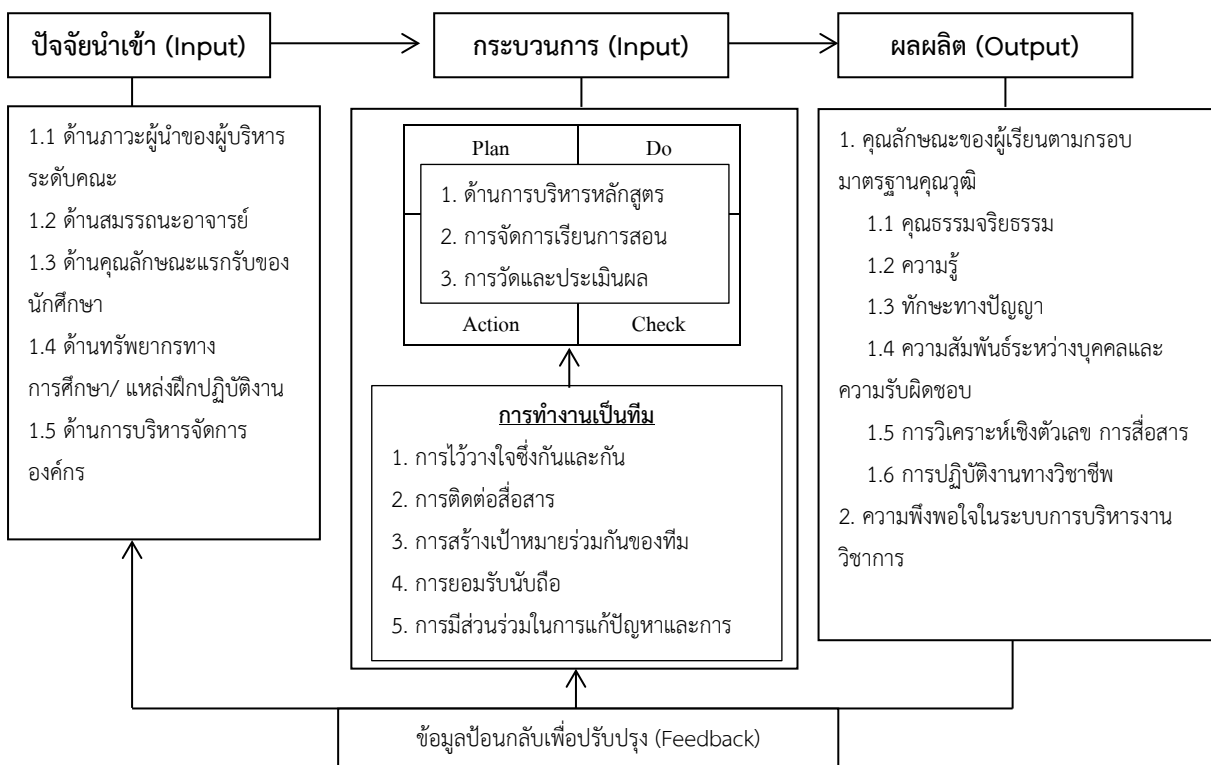 ปัจจัยนำเข้า (Input)
กระบวนการ (Input)
ผลผลิต (Output)
1.1 ด้านภาวะผู้นำของผู้บริหาร
ระดับคณะ
1.2 ด้านสมรรถนะอาจารย์
1.3 ด้านคุณลักษณะแรกรับของ
นักศึกษา
1.4 ด้านทรัพยากรทาง
การศึกษา/ แหล่งฝึกปฏิบัติงาน
1.5 ด้านการบริหารจัดการ
องค์กร
Plan
Do
1. ด้านการบริหารหลักสูตร
2. การจัดการเรียนการสอน
3. การวัดและประเมินผล
Action
Check
การทำงานเป็นทีม
1. การไว้วางใจซึ่งกันและกัน
2. การติดต่อสื่อสาร
3. การสร้างเป้าหมายร่วมกันของทีม
4. การยอมรับนับถือ
5. การมีส่วนร่วมในการแก้ปัญหาและการ
1. คุณลักษณะของผู้เรียนตามกรอบ
มาตรฐานคุณวุฒิ
1.1 คุณธรรมจริยธรรม
1.2 ความรู้
1.3 ทักษะทางปัญญา
1.4 ความสัมพันธ์ระหว่างบุคคลและ
ความรับผิดชอบ
1.5 การวิเคราะห์เชิงตัวเลข การสื่อสาร
1.6 การปฏิบัติงานทางวิชาชีพ
2. ความพึงพอใจในระบบการบริหารงาน
วิชาการ
ข้อมูลป้อนกลับเพื่อปรับปรุง (Feedback)